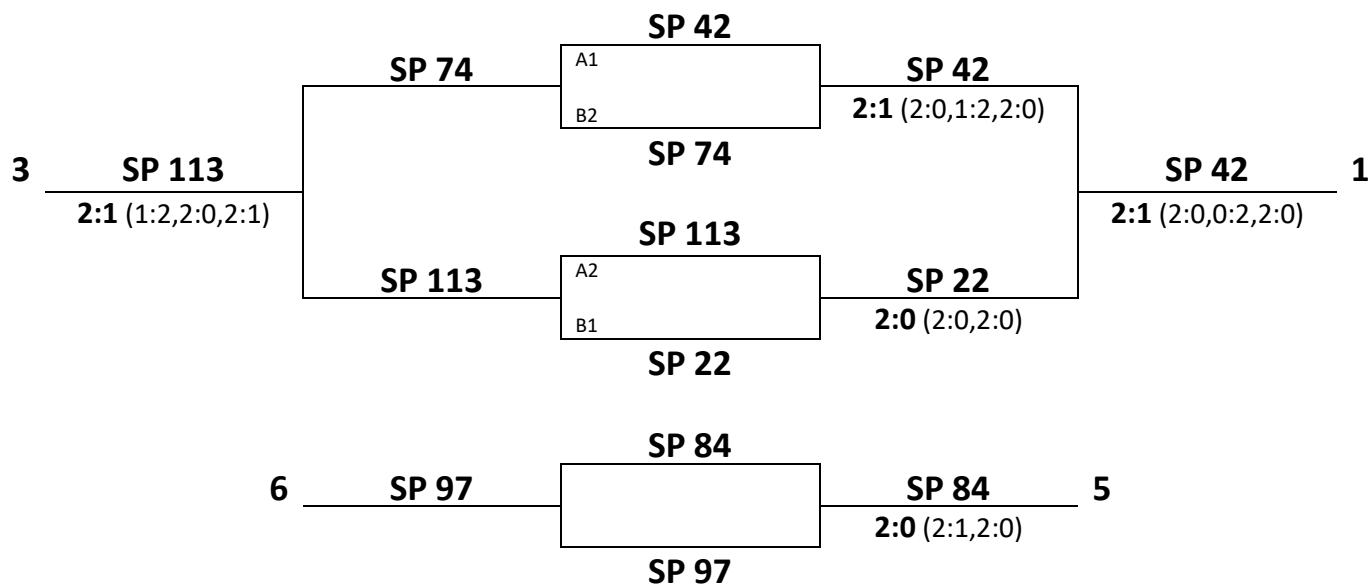 SP 42
SP 74
A1
SP 42
B2
2:1 (2:0,1:2,2:0)
SP 74
3
SP 113
SP 42
1
2:1 (1:2,2:0,2:1)
2:1 (2:0,0:2,2:0)
SP 113
A2
SP 113
SP 22
B1
2:0 (2:0,2:0)
SP 22
SP 84
6
SP 97
SP 84
5
2:0 (2:1,2:0)
SP 97